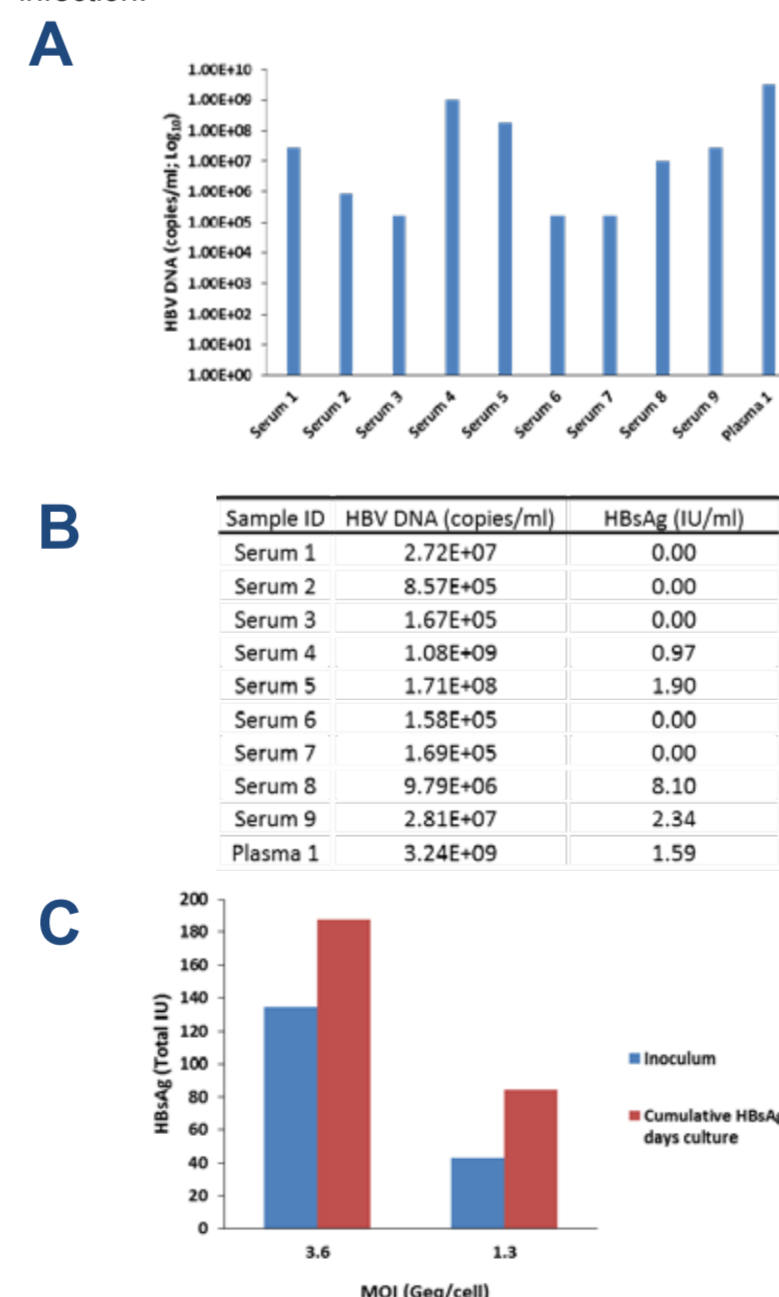 A
1.00E+10
1.00E+09
1.00E+08
1.00E+07
1.00E+06
1.00E+05
1.00E+04
1.00E+03
1.00E+02
1.00E+01
1.00E+00
HBV DNA (copies/ml; Log10)
Serum 1
Serum 2
Serum 3
Serum 4
Serum 5
Serum 6
Serum 7
Serum 8
Serum 9
Plasma 1
B
Sample ID HBV DNA (copies/ml) HBsAg (IU/ml)
Serum 1 2.72E+07 0.00
Serum 2 8.57E+05 0.00
Serum 3 1.67E+05 0.00
Serum 4 1.08E+09 0.97
Serum 5 1.71E+08 1.90
Serum 6 1.58E+05 0.00
Serum 7 1.69E+05 0.00
Serum 8 9.79E+06 8.10
Serum 9 2.81E+07 2.34
Plasma 1 3.24E+09 1.59
C
200
180
160
140
120
100
80
60
40
20
0
HBsAg (Total IU)
3.6 1.3
MOI (Geq/cell)
Inoculum
Cumulative HBsAg
days culture